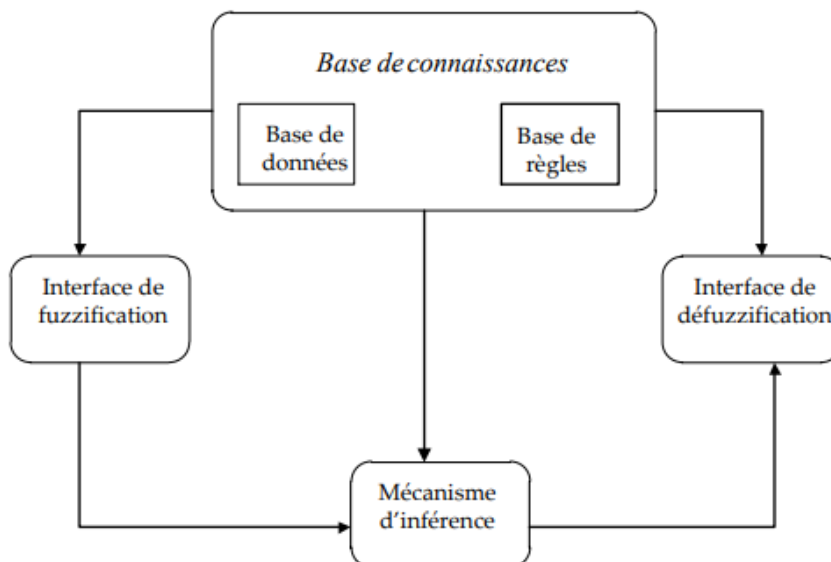 Base de connaissances
Base de
données
Base de
règles
Interface de
fuzzification
Interface de
défuzzification
Mécanisme
d'inférence